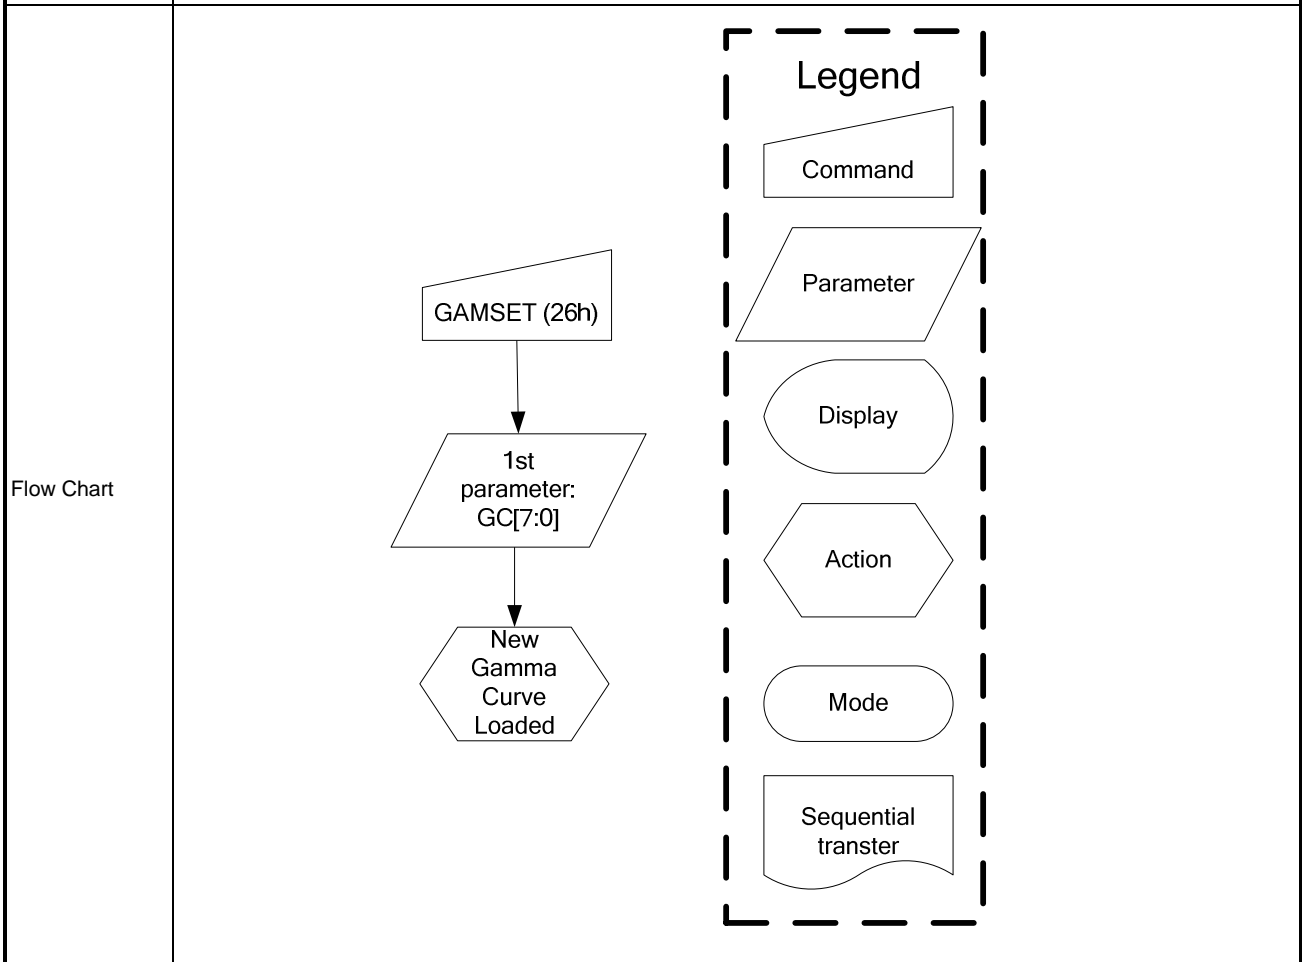 Flow Chart
GAMSET (26h)
1st
parameter:
GC[7:0]
New
Gamma
Curve
Loaded
Legend
Command
Parameter
Display
Action
Mode
Sequential
transter